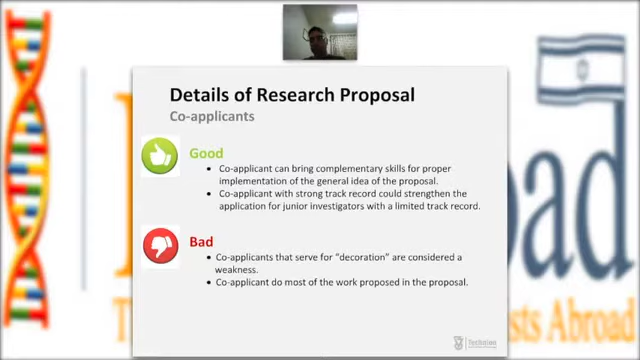 Details of Research Proposal
Co-applicants
Good
• Co-applicant can bring complementary skills for proper
implementation of the general idea of the proposal.
• Co-applicant with strong track record could strengthen the
application for junior investigators with a limited track record.
Bad
• Co-applicants that serve for “decoration” are considered a
weakness.
• Co-applicant do most of the work proposed in the proposal.
Technion
ad
sts Abroad